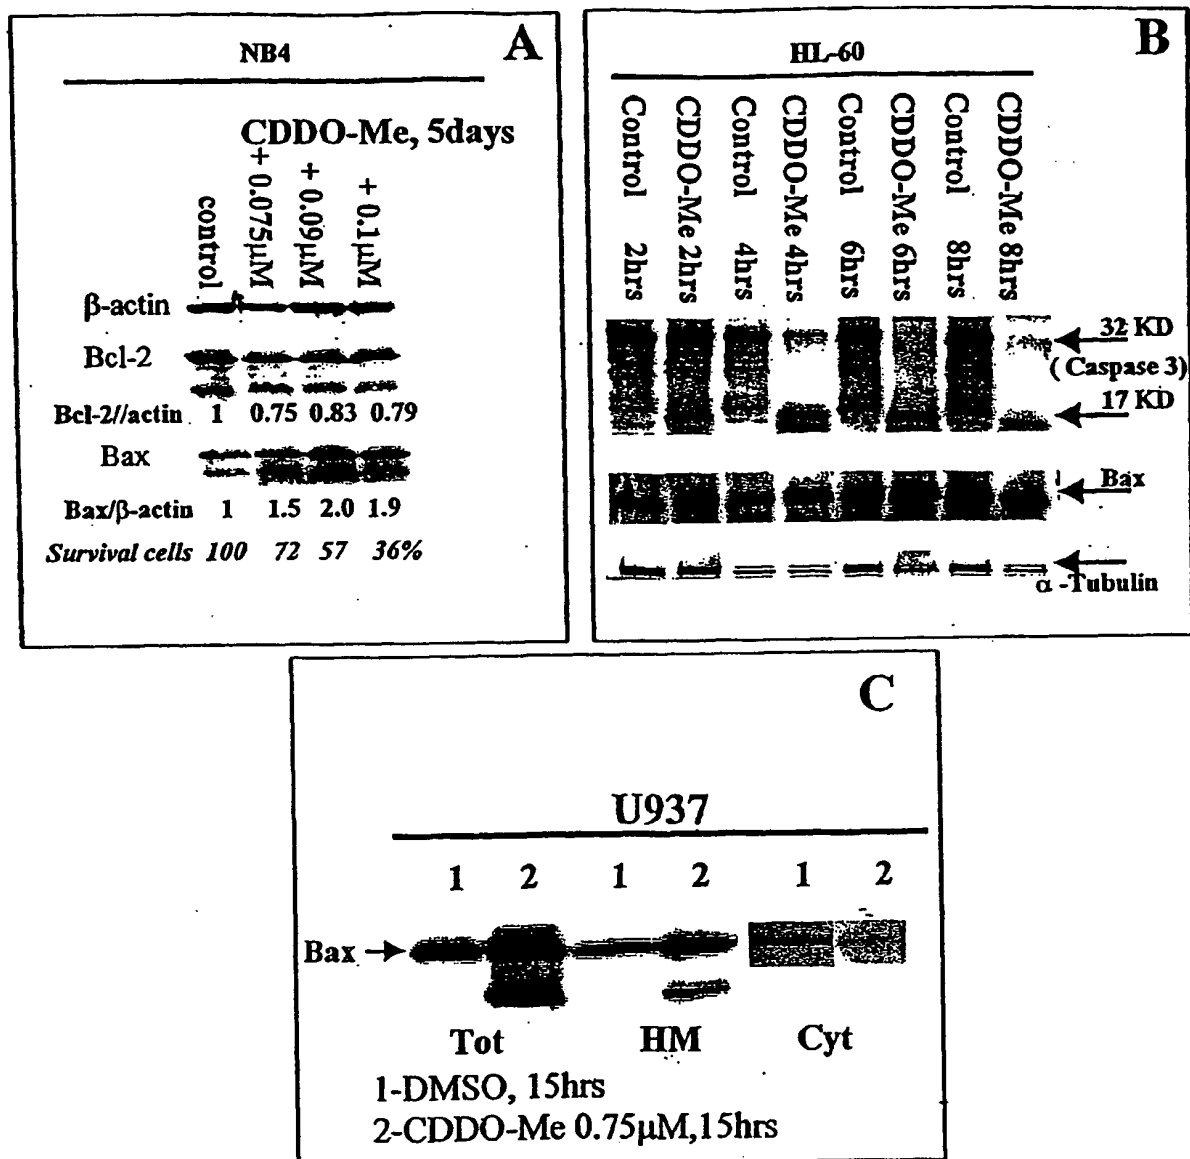 A
NB4
CDDO-Me, 5days
control
+ 0.075μM
+ 0.09μM
+ 0.1μM
β-actin
Bcl-2
Bcl-2//actin 1 0.75 0.83 0.79
Bax
Bax/β-actin 1 1.5 2.0 1.9
Survival cells 100 72 57 36%
B
HL-60
Control 2hrs
CDDO-Me 2hrs
Control 4hrs
CDDO-Me 4hrs
Control 6hrs
CDDO-Me 6hrs
Control 8hrs
CDDO-Me 8hrs
32 KD
( Caspase 3)
17 KD
Bax
α -Tubulin
C
U937
1 2 1 2 1 2
Bax
Tot HM Cyt
1-DMSO, 15hrs
2-CDDO-Me 0.75μM,15hrs